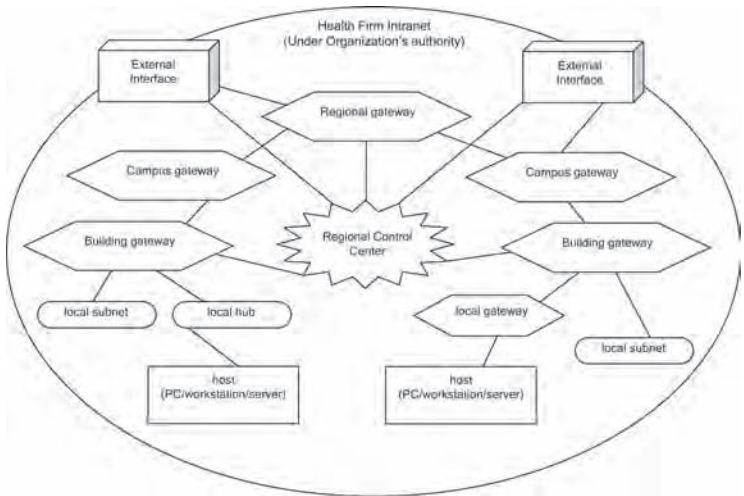 Health Firm Intranet
(Under Organization's authority)
External
Interface
External
Interface
Regional gateway
Campus gateway
Campus gateway
Building gateway
Regional Control
Center
Building gateway
local subnet
local hub
local gateway
local subnet
host
(PC/workstation/server)
host
(PC/workstation/server)